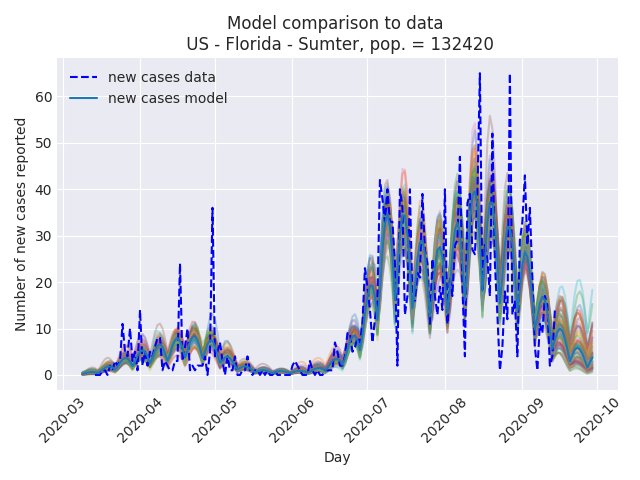 Model comparison to data
US - Florida - Sumter, pop. = 132420
new cases data
new cases model
Number of new cases reported
60
50
40
30
20
10
0
2020-03
2020-04
2020-05
2020-06
2020-07
2020-08
2020-09
2020-10
Day